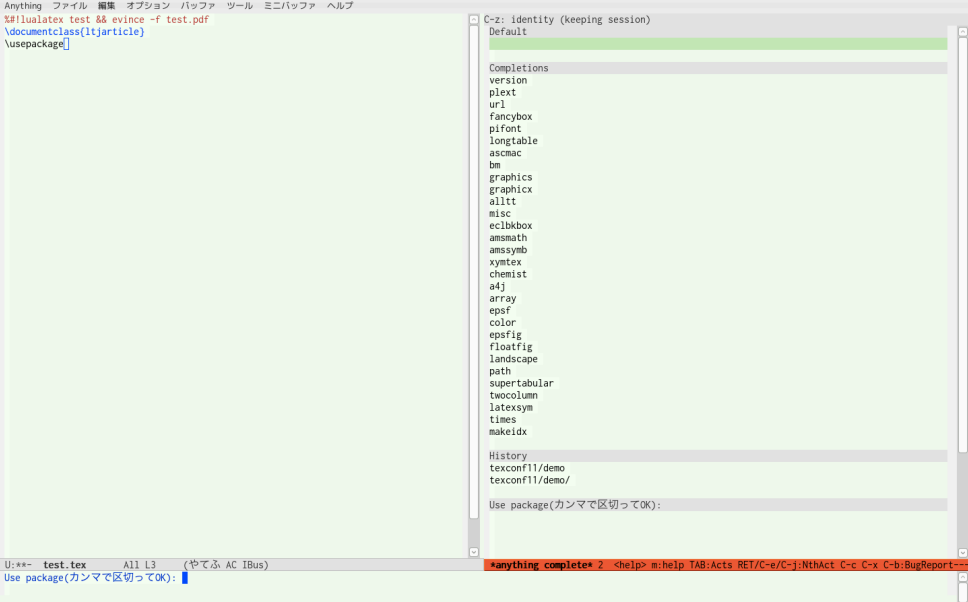 Anything ファイル 編集 オプション バッファ ツール ミニバッファ ヘルプ
%#!lualatex test && evince -f test.pdf
\documentclass{ltjarticle}
\usepackage
U:**- test.tex All L3 (やてふ AC IBus)
C-z: identity (keeping session)
Default
Completions
version
plext
url
fancybox
pifont
longtable
ascmac
bm
graphics
graphicx
alltt
misc
eclbkbox
amsmath
amssymb
xymtex
chemist
a4j
array
epsf
color
epsfig
floatfig
landscape
path
supertabular
twocolumn
latexsym
times
makeidx
History
texconf11/demo
texconf11/demo/
Use package(カンマで区切ってOK):
*anything complete* 2 <help> m:help TAB:Acts RET/C-e/C-j:NthAct C-c C-x C-b:BugReport---
Use package(カンマで区切ってOK):